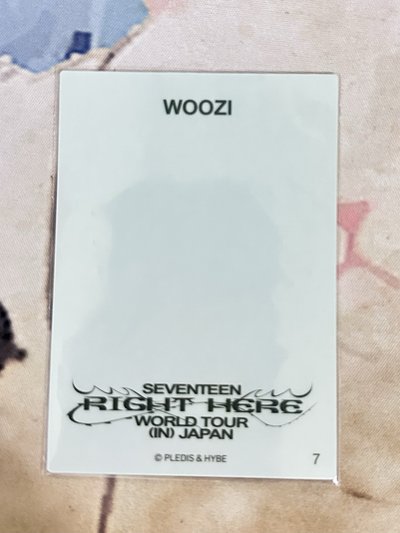 WOOZI
SEVENTEEN
RIGHT HERE
WORLD TOUR
(IN) JAPAN
© PLEDIS & HYBE
7